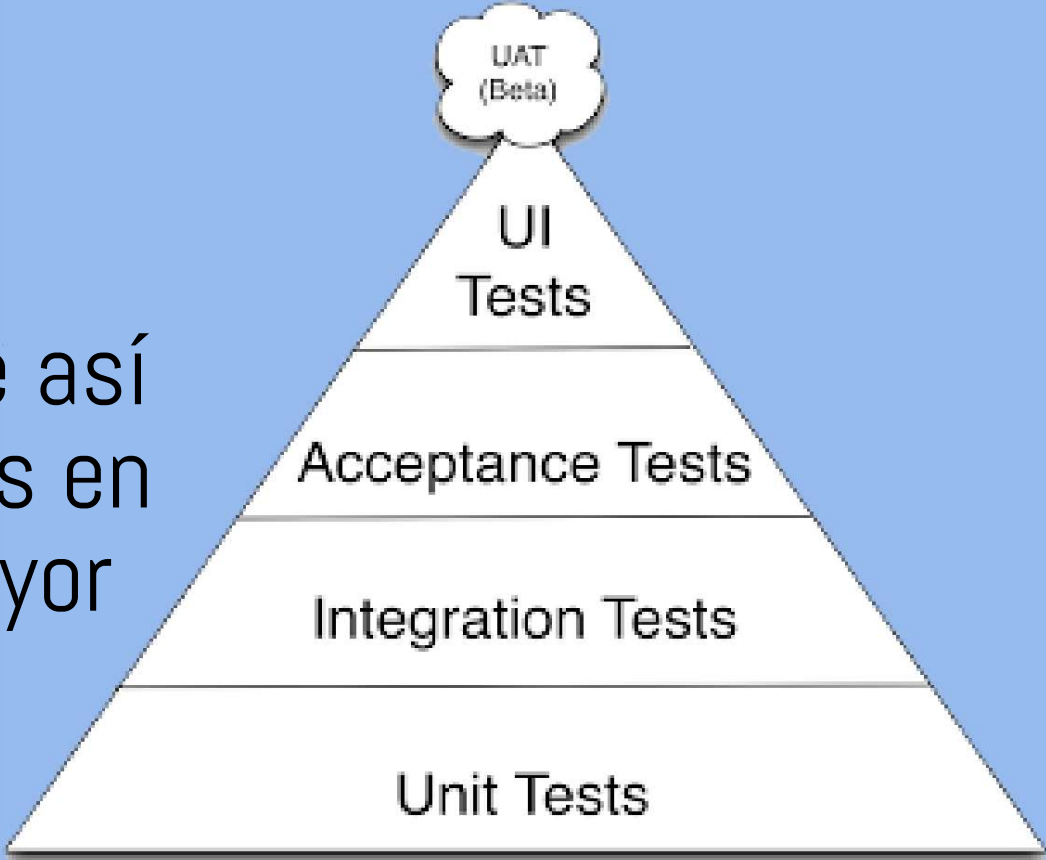 UAT
(Beta)
UI
Tests
así
Acceptance Tests
s en
yor
Integration Tests
Unit Tests